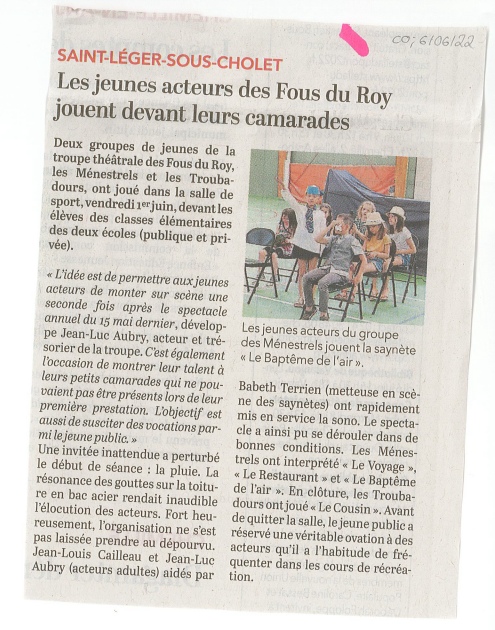 CO, 6/06/22
SAINT-LÉGER-SOUS-CHOLET
Les jeunes acteurs des Fous du Roy
jouent devant leurs camarades
Deux groupes de jeunes de la
troupe théâtrale des Fous du Roy,
les Ménestrels et les Trouba-
dours, ont joué dans la salle de
sport, vendredi 1er juin, devant les
élèves des classes élémentaires
des deux écoles (publique et pri-
vée).
« L'idée est de permettre aux jeunes
acteurs de monter sur scène une
seconde fois après le spectacle
annuel du 15 mai dernier, dévelop-
pe Jean-Luc Aubry, acteur et tré-
sorier de la troupe. C'est également
l'occasion de montrer leur talent à
leurs petits camarades qui ne pou-
vaient pas être présents lors de leur
première prestation. L'objectif est
aussi de susciter des vocations par-
mi le jeune public. »
Une invitée inattendue a perturbé
le début de séance : la pluie. La
résonance des gouttes sur la toitu-
re en bac acier rendait inaudible
l'élocution des acteurs. Fort heu-
reusement, l'organisation ne s'est
pas laissée prendre au dépourvu.
Jean-Louis Cailleau et Jean-Luc
Aubry (acteurs adultes) aidés par
Les jeunes acteurs du groupe
des Ménestrels jouent la saynète
« Le Baptême de l'air ».
Babeth Terrien (metteuse en scè-
ne des saynètes) ont rapidement
mis en service la sono. Le specta-
cle a ainsi pu se dérouler dans de
bonnes conditions. Les Ménes-
trels ont interprété « Le Voyage »,
« Le Restaurant » et « Le Baptême
de l'air ». En clôture, les Trouba-
dours ont joué « Le Cousin ». Avant
de quitter la salle, le jeune public a
réservé une véritable ovation à des
acteurs qu'il a l'habitude de fré-
quenter dans les cours de récréa-
tion.